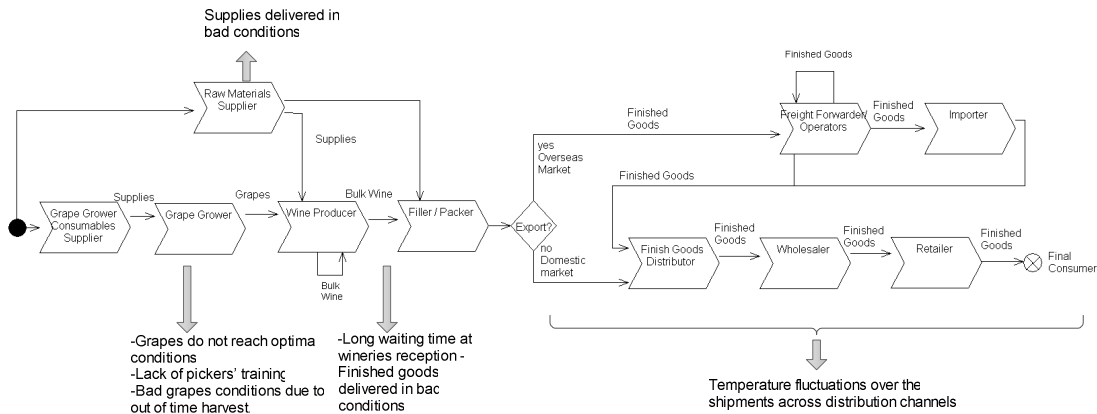 Supplies delivered in
bad conditions
Raw Materials
Supplier
Supplies
Finished Goods
Finished
Goods
Freight Forwarder/
Operators
Finished
Goods
Importer
yes
Overseas
Market
Finished Goods
Grape Grower
Consumables
Supplier
Supplies
Grape Grower
Grapes
Wine Producer
Bulk
Wine
Bulk Wine
Filler / Packer
Export?
no
Domestic
market
Finish Goods
Distributor
Finished
Goods
Wholesaler
Finished
Goods
Retailer
Finished
Goods
Final
Consumer
-Grapes do not reach optima
conditions
-Lack of pickers' training
-Bad grapes conditions due to
out of time harvest.
-Long waiting time at
wineries reception -
Finished goods
delivered in bad
conditions
Temperature fluctuations over the
shipments across distribution channels